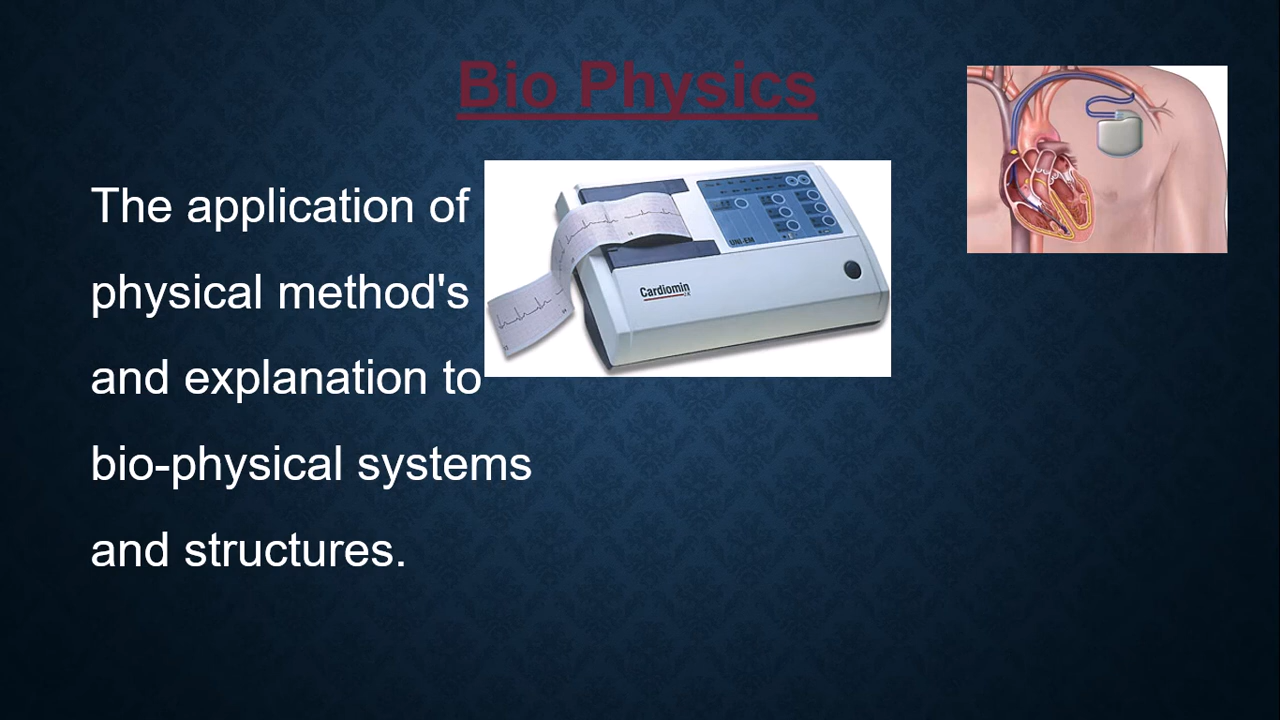 Bio Physics
The application of
physical method's
and explanation to
bio-physical systems
and structures.
UNI-EM
Cardiomin